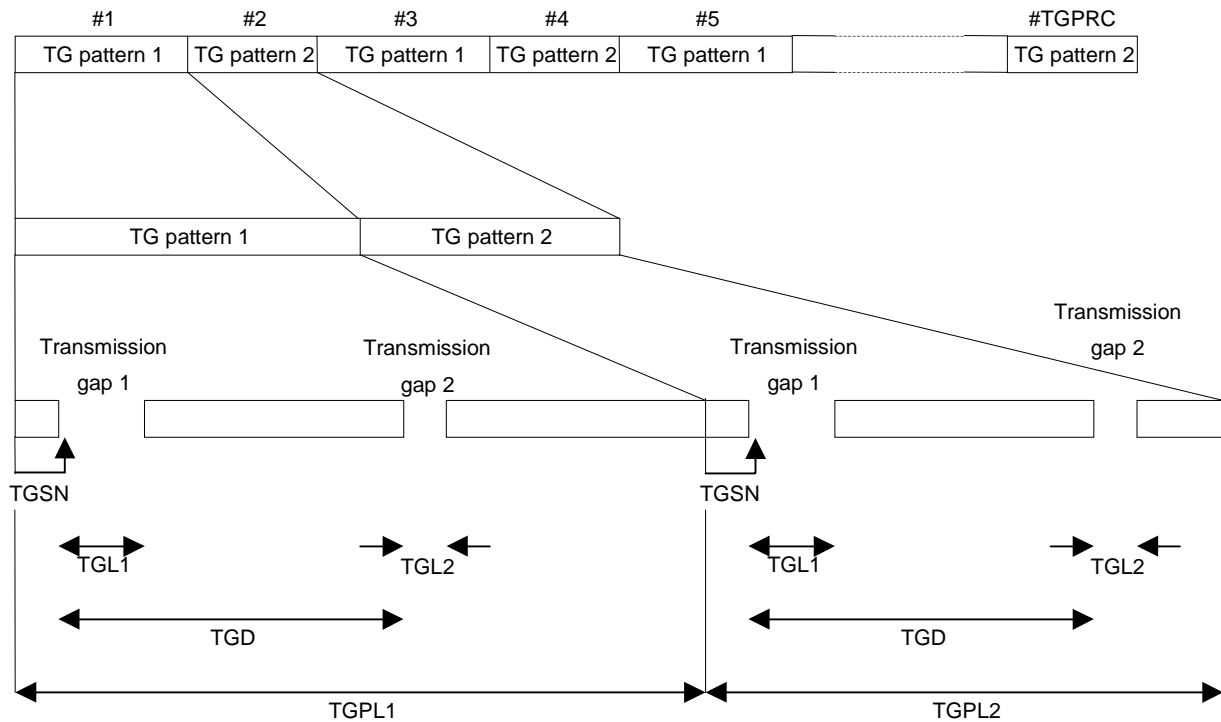 #1 #2 #3 #4 #5 #TGPRC
TG pattern 1 TG pattern 2 TG pattern 1 TG pattern 2 TG pattern 1 TG pattern 2
TG pattern 1 TG pattern 2
Transmission
gap 1
Transmission
gap 2
Transmission
gap 1
Transmission
gap 2
TGSN TGSN
TGL1 TGL2 TGL1 TGL2
TGD TGD
TGPL1 TGPL2